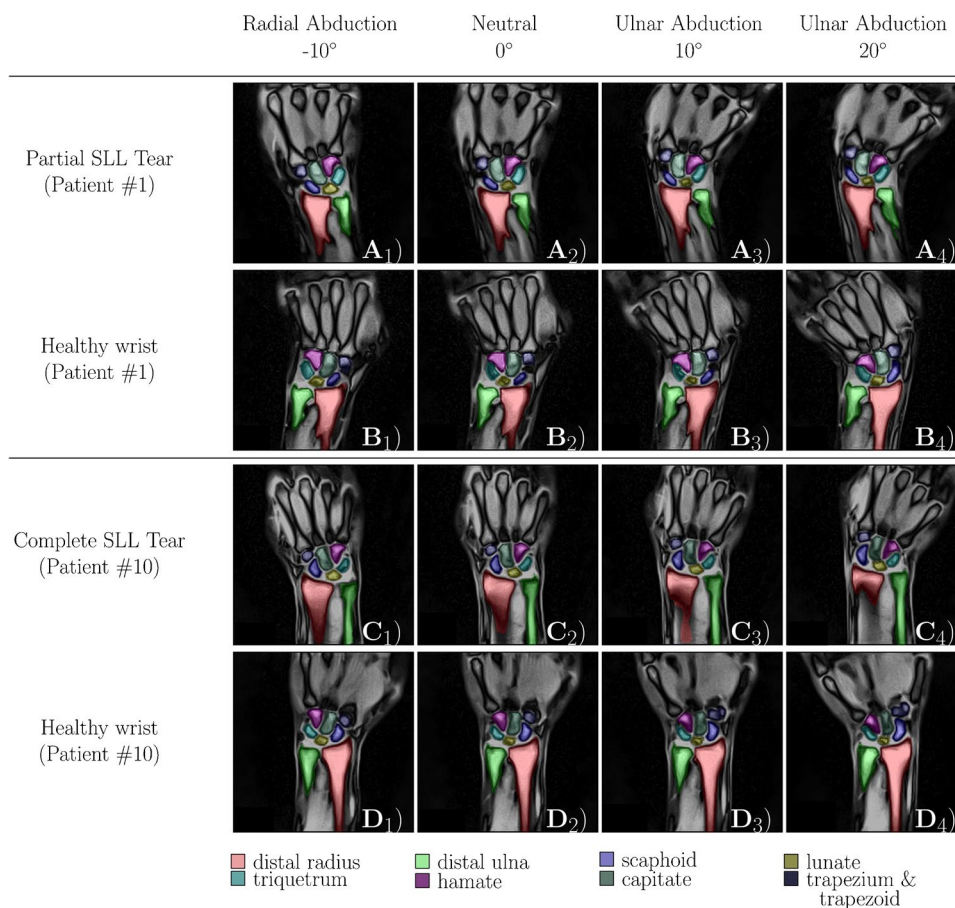 Radial Abduction Neutral Ulnar Abduction Ulnar Abduction
-10° 0° 10° 20°
Partial SLL Tear
(Patient #1)
A1) A2) A3) A4)
Healthy wrist
(Patient #1)
B1) B2) B3) B4)
Complete SLL Tear
(Patient #10)
C1) C2) C3) C4)
Healthy wrist
(Patient #10)
D1) D2) D3) D4)
distal radius distal ulna scaphoid lunate
triquetrum hamate capitate trapezium &
trapezoid